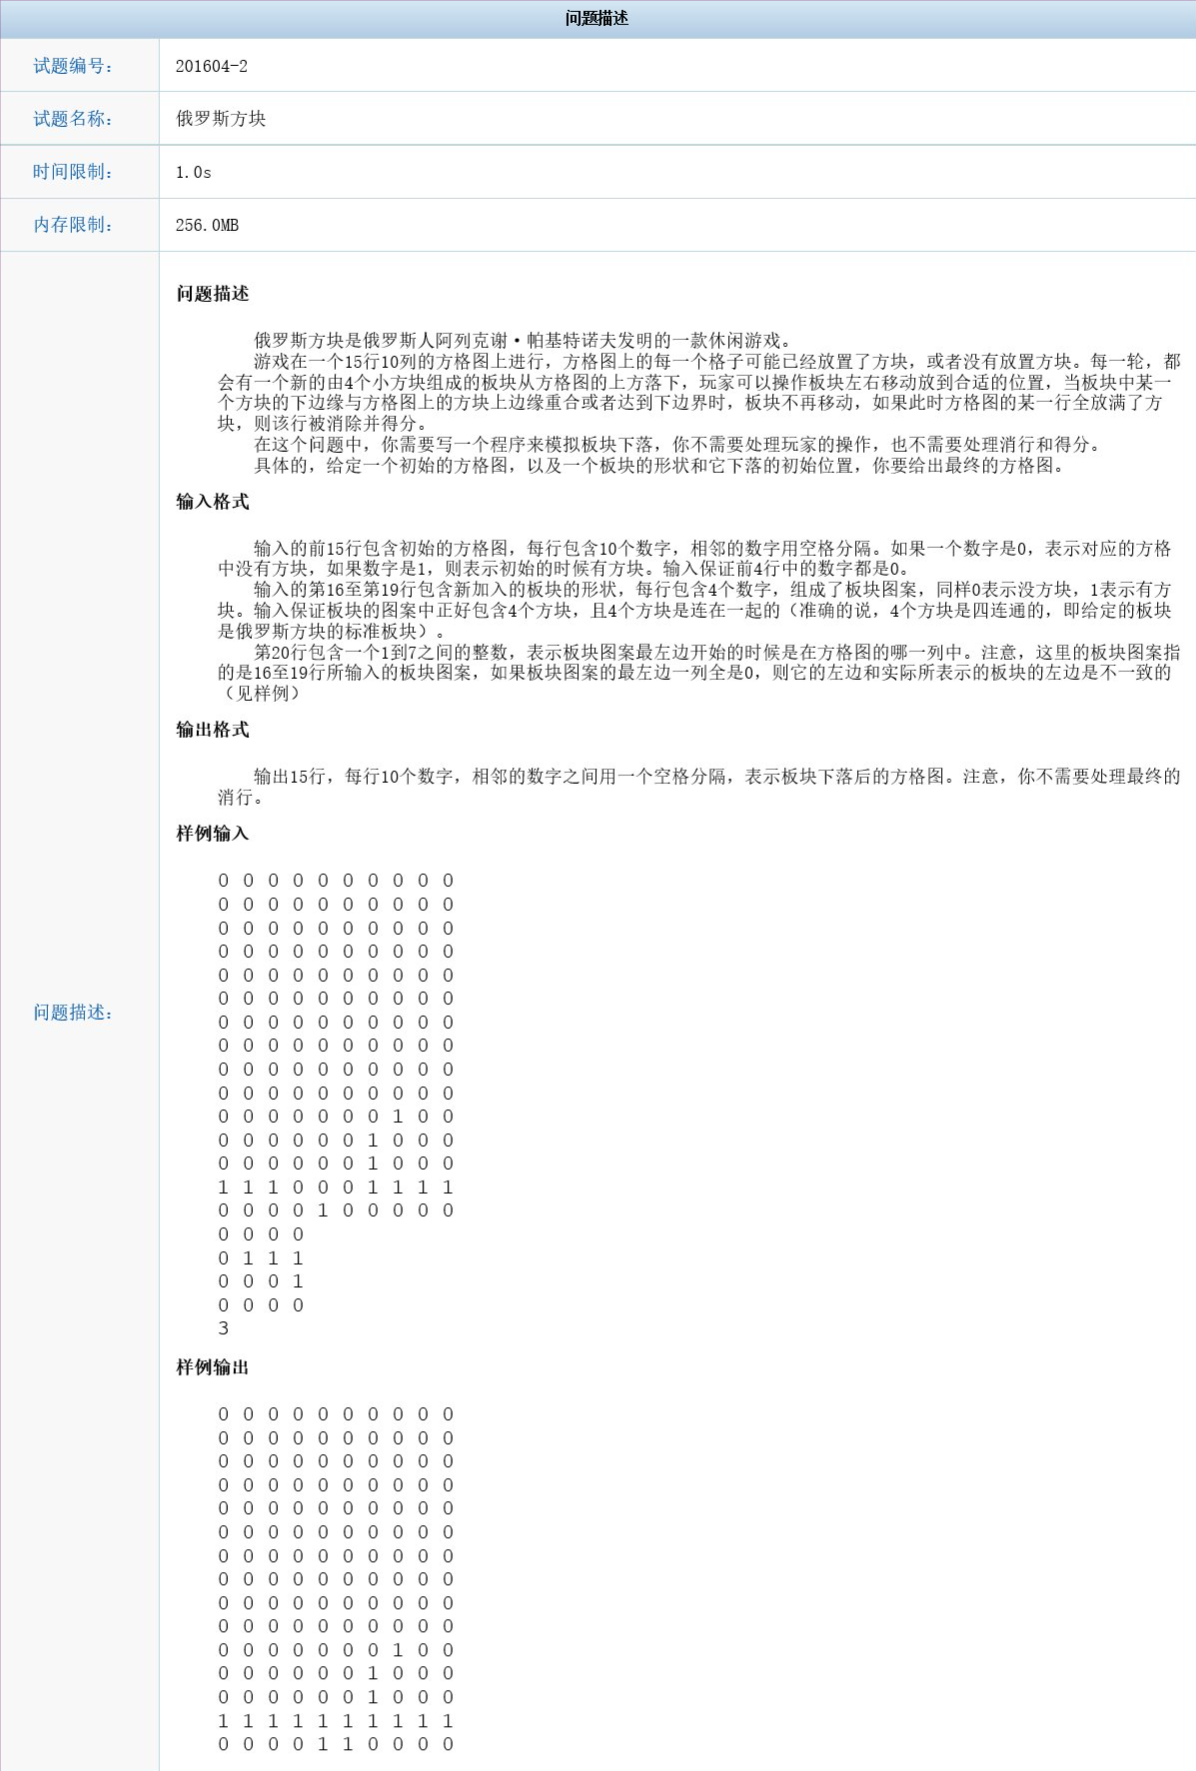 问题描述
试题编号： 201604-2
试题名称： 俄罗斯方块
时间限制： 1.0s
内存限制： 256.0MB
问题描述：
问题描述
俄罗斯方块是俄罗斯人阿列克谢·帕基特诺夫发明的一款休闲游戏。
游戏在一个15行10列的方格图上进行，方格图上的每一个格子可能已经放置了方块，或者没有放置方块。每一轮，都
会有一个新的由4个小方块组成的板块从方格图的上方落下，玩家可以操作板块左右移动放到合适的位置，当板块中某一
个方块的下边缘与方格图上的方块上边缘重合或者达到下边界时，板块不再移动，如果此时方格图的某一行全放满了方
块，则该行被消除并得分。
在这个问题中，你需要写一个程序来模拟板块下落，你不需要处理玩家的操作，也不需要处理消行和得分。
具体的，给定一个初始的方格图，以及一个板块的形状和它下落的初始位置，你要给出最终的方格图。
输入格式
输入的前15行包含初始的方格图，每行包含10个数字，相邻的数字用空格分隔。如果一个数字是0，表示对应的方格
中没有方块，如果数字是1，则表示初始的时候有方块。输入保证前4行中的数字都是0。
输入的第16至第19行包含新加入的板块的形状，每行包含4个数字，组成了板块图案，同样0表示没方块，1表示有方
块。输入保证板块的图案中正好包含4个方块，且4个方块是连在一起的（准确的说，4个方块是四连通的，即给定的板块
是俄罗斯方块的标准板块）。
第20行包含一个1到7之间的整数，表示板块图案最左边开始的时候是在方格图的哪一列中。注意，这里的板块图案指
的是16至19行所输入的板块图案，如果板块图案的最左边一列全是0，则它的左边和实际所表示的板块的左边是不一致的
（见样例）
输出格式
输出15行，每行10个数字，相邻的数字之间用一个空格分隔，表示板块下落后的方格图。注意，你不需要处理最终的
消行。
样例输入
0 0 0 0 0 0 0 0 0 0
0 0 0 0 0 0 0 0 0 0
0 0 0 0 0 0 0 0 0 0
0 0 0 0 0 0 0 0 0 0
0 0 0 0 0 0 0 0 0 0
0 0 0 0 0 0 0 0 0 0
0 0 0 0 0 0 0 0 0 0
0 0 0 0 0 0 0 0 0 0
0 0 0 0 0 0 0 0 0 0
0 0 0 0 0 0 0 0 0 0
0 0 0 0 0 0 0 1 0 0
0 0 0 0 0 0 1 0 0 0
0 0 0 0 0 0 1 0 0 0
1 1 1 0 0 0 1 1 1 1
0 0 0 0 1 0 0 0 0 0
0 0 0 0
0 1 1 1
0 0 0 1
0 0 0 0
3
样例输出
0 0 0 0 0 0 0 0 0 0
0 0 0 0 0 0 0 0 0 0
0 0 0 0 0 0 0 0 0 0
0 0 0 0 0 0 0 0 0 0
0 0 0 0 0 0 0 0 0 0
0 0 0 0 0 0 0 0 0 0
0 0 0 0 0 0 0 0 0 0
0 0 0 0 0 0 0 0 0 0
0 0 0 0 0 0 0 0 0 0
0 0 0 0 0 0 0 0 0 0
0 0 0 0 0 0 0 1 0 0
0 0 0 0 0 0 1 0 0 0
0 0 0 0 0 0 1 0 0 0
1 1 1 1 1 1 1 1 1 1
0 0 0 0 1 1 0 0 0 0